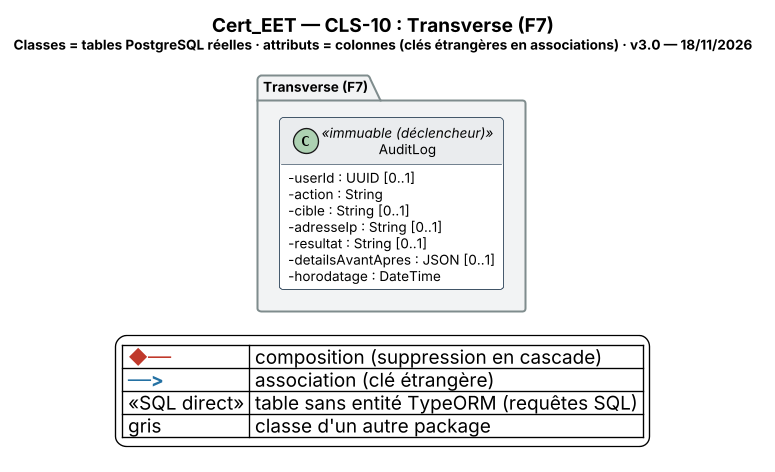 Cert_EET — CLS-10 : Transverse (F7)
Classes = tables PostgreSQL réelles · attributs = colonnes (clés étrangères en associations) · v3.0 — 18/11/2026
Transverse (F7)
C
«immuable (déclencheur)»
AuditLog
-userId : UUID [0..1]
-action : String
-cible : String [0..1]
-adresseIp : String [0..1]
-resultat : String [0..1]
-detailsAvantApres : JSON [0..1]
-horodatage : DateTime
composition (suppression en cascade)
association (clé étrangère)
«SQL direct» table sans entité TypeORM (requêtes SQL)
gris classe d'un autre package